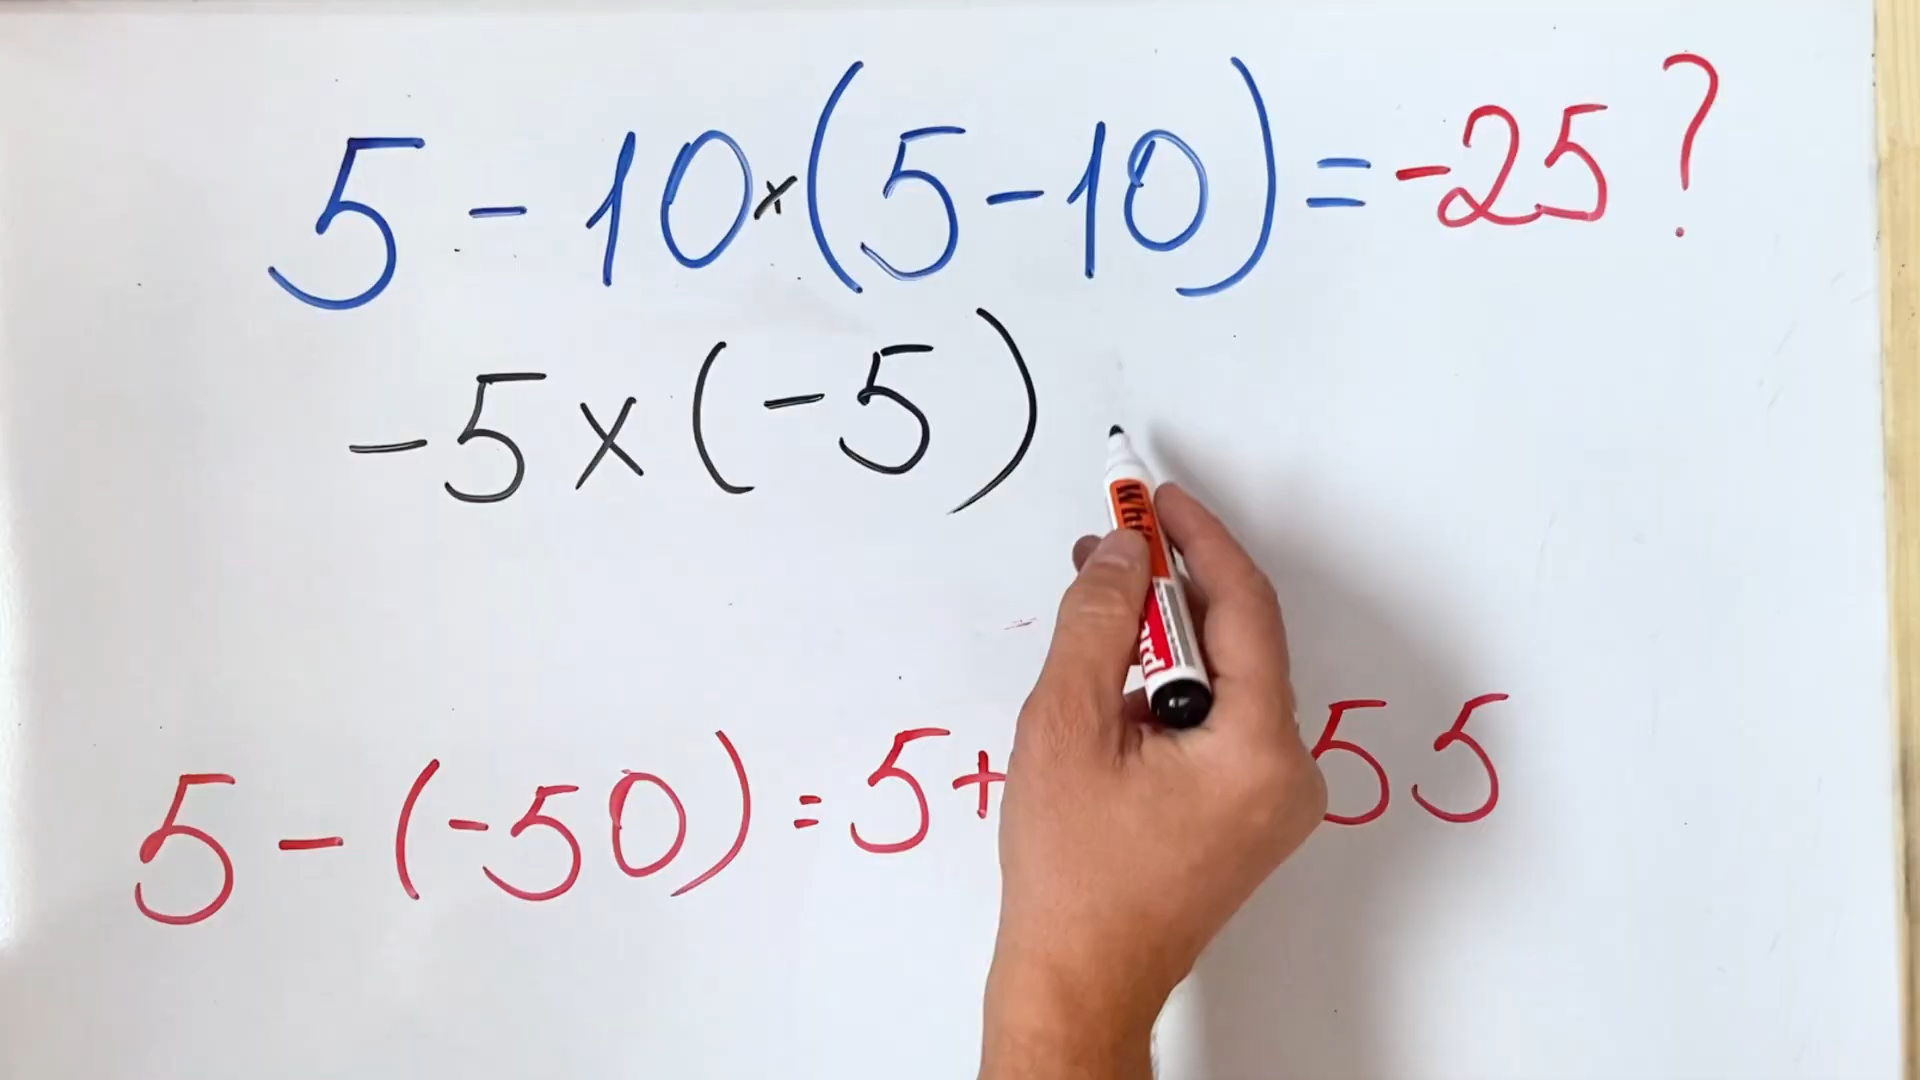 5 - 10 × (5 - 10) = -25?
-5 × (-5)
5 - (-50) = 5+ 55